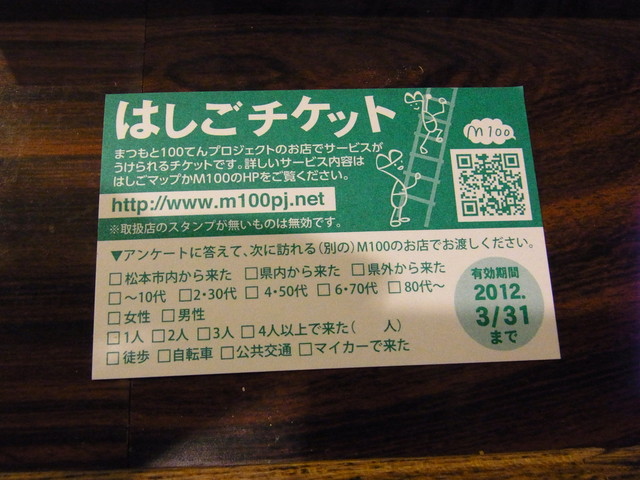 はしごチケット
m100
まつもと100てんプロジェクトのお店でサービスが
うけられるチケットです。詳しいサービス内容は
はしごマップかM100のHPをご覧ください。
http://www.m100pj.net
※取扱店のスタンプが無いものは無効です。
▼アンケートに答えて、次に訪れる(別の)M100のお店でお渡しください。
□松本市内から来た □県内から来た □県外から来た
□〜10代 □2・30代 □4・50代 □6・70代 □80代〜
□女性 □男性
□1人 □2人 □3人 □4人以上で来た(　　人)
□徒歩 □自転車 □公共交通 □マイカーで来た
有効期間
2012.
3/31
まで